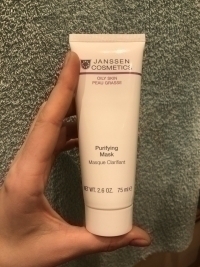 JANSSEN
COSMETICS
OILY SKIN
PEAU GRASSE
Purifying
Mask
Masque Clarifiant
NET WT. 2.6 OZ. 75 ml e